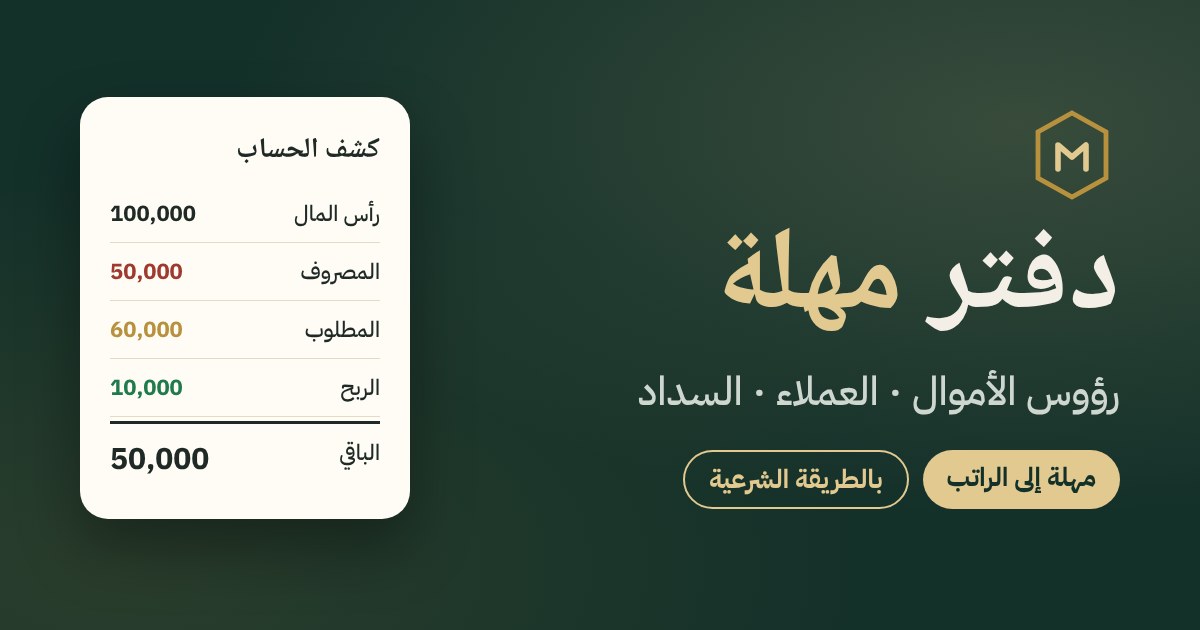 M
دفتر مهلة
رؤوس الأموال · العملاء · السداد
مهلة إلى الراتب
بالطريقة الشرعية
كشف الحساب
رأس المال 100,000
المصروف 50,000
المطلوب 60,000
الربح 10,000
الباقي 50,000